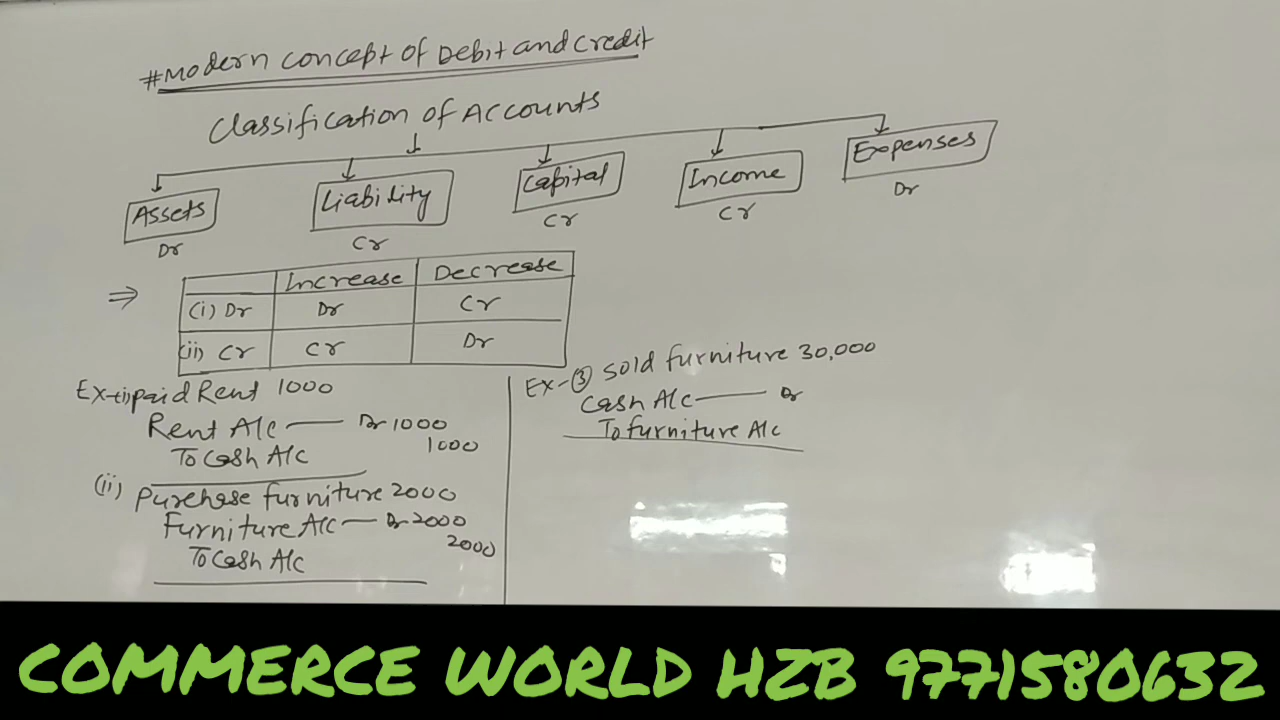 #Modern concept of Debit and Credit
Classification of Accounts
Assets Liability Capital Income Expenses
Dr Cr Cr Cr Dr
⇒ Increase Decrease
(i) Dr Dr Cr
(ii) Cr Cr Dr
Ex-(i) paid Rent 1000
Rent A/c — Dr 1000
To Cash A/c 1000
(ii) Purchase furniture 2000
Furniture A/c — Dr 2000
To Cash A/c 2000
Ex-(3) Sold furniture 30,000
Cash A/c — Dr
To furniture A/c
COMMERCE WORLD HZB 9771580632